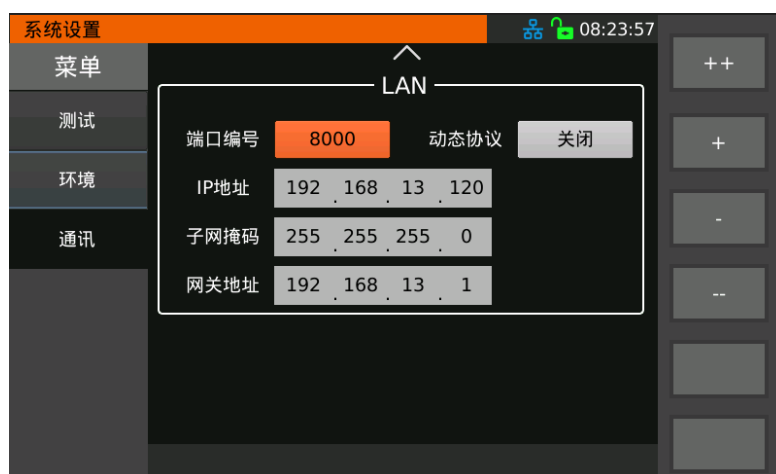 系统设置
08:23:57
菜单
测试
环境
通讯
LAN
端口编号 8000 动态协议 关闭
IP地址 192 . 168 . 13 . 120
子网掩码 255 . 255 . 255 . 0
网关地址 192 . 168 . 13 . 1
++
+
-
--